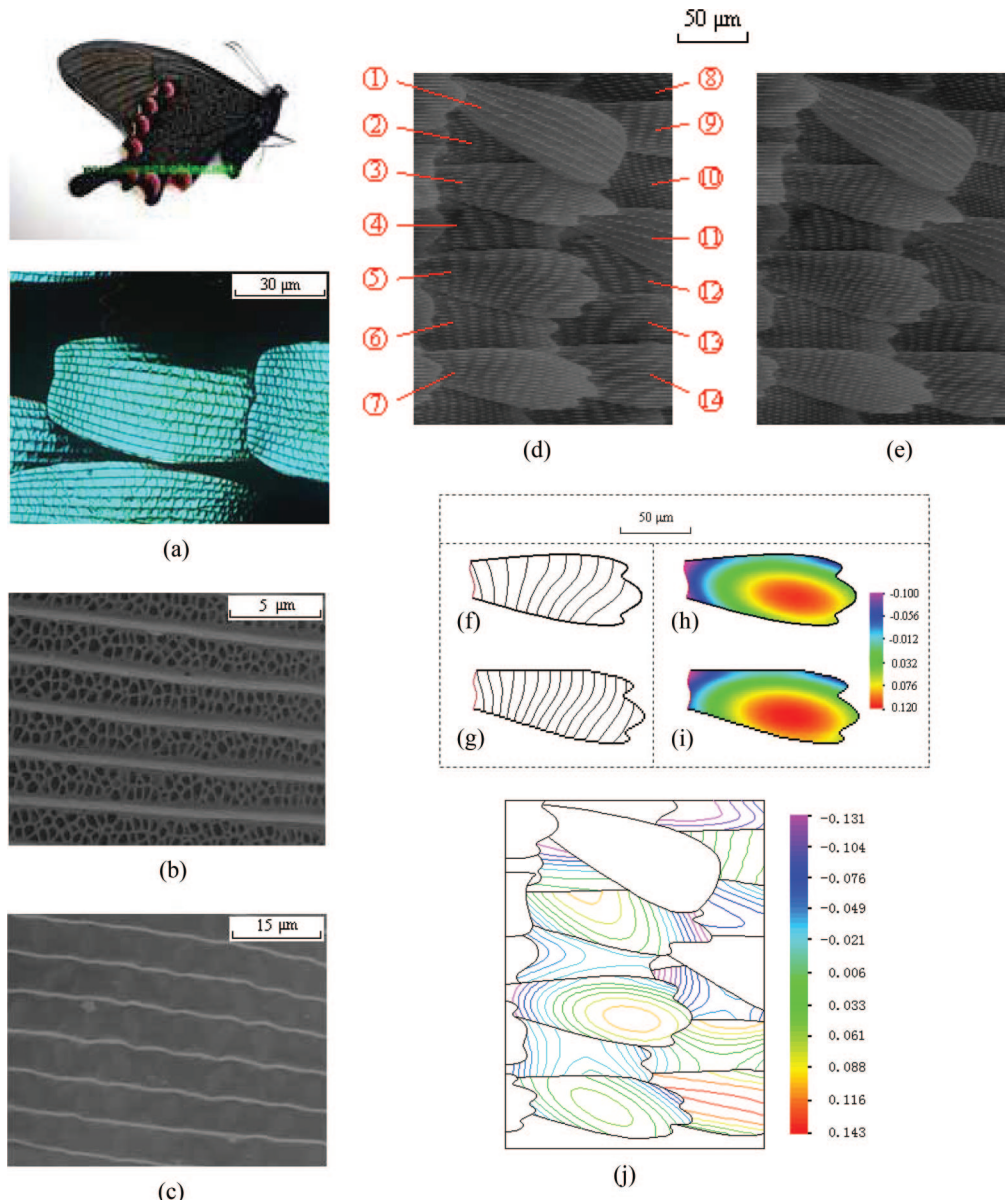 50 μm
①
②
③
④
⑤
⑥
⑦
⑧
⑨
⑩
⑪
⑫
⑬
⑭
(d)
(e)
30 μm
(a)
5 μm
(b)
15 μm
(c)
50 μm
(f)
(g)
(h)
(i)
-0.100
-0.056
-0.012
0.032
0.076
0.120
-0.131
-0.104
-0.076
-0.049
-0.021
0.006
0.033
0.061
0.088
0.116
0.143
(j)